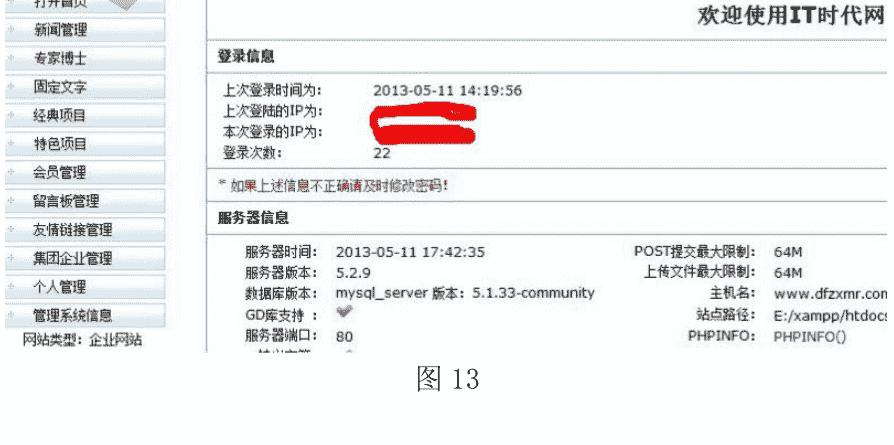 打开首页
新闻管理
专家博士
固定文字
经典项目
特色项目
会员管理
留言板管理
友情链接管理
集团企业管理
个人管理
管理系统信息
网站类型：企业网站
欢迎使用IT时代网
登录信息
上次登录时间为： 2013-05-11 14:19:56
上次登陆的IP为：
本次登录的IP为：
登录次数： 22
* 如果上述信息不正确请及时修改密码！
服务器信息
服务器时间： 2013-05-11 17:42:35 POST提交最大限制： 64M
服务器版本： 5.2.9 上传文件最大限制： 64M
数据库版本： mysql_server 版本：5.1.33-community 主机名： www.dfzxmr.com
GD库支持 ： 站点路径： E:/xampp/htdocs
服务器端口： 80 PHPINFO： PHPINFO()
图 13